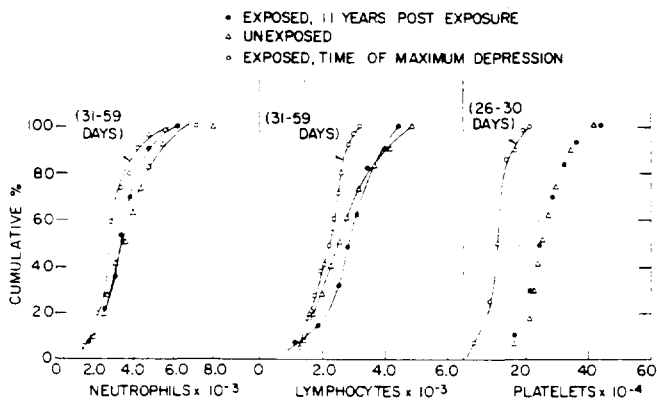 • EXPOSED, 11 YEARS POST EXPOSURE
△ UNEXPOSED
○ EXPOSED, TIME OF MAXIMUM DEPRESSION
(31-59 DAYS)
(31-59 DAYS)
(26-30 DAYS)
CUMULATIVE %
100
80
60
40
20
0
0 2.0 4.0 6.0 8.0
0 2.0 4.0 6.0
20 40 60
NEUTROPHILS x 10⁻³
LYMPHOCYTES x 10⁻³
PLATELETS x 10⁻⁴